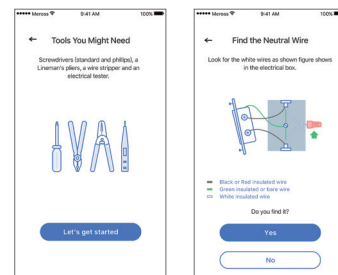 Meross 9:41 AM 100%
Tools You Might Need
Screwdrivers (standard and phillips), a
Lineman's pliers, a wire stripper and an
electrical tester.
Let's get started
Meross 9:41 AM 100%
Find the Neutral Wire
Look for the white wires as shown figure shows
in the electrical box.
Black or Red insulated wire
Green insulated or bare wire
White insulated wire
Do you find it?
Yes
No